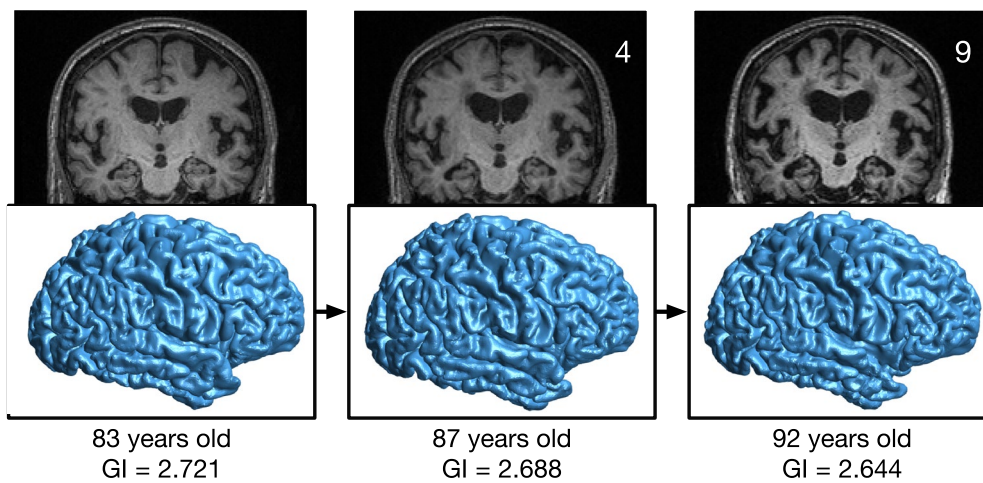 4
9
83 years old
GI = 2.721
87 years old
GI = 2.688
92 years old
GI = 2.644